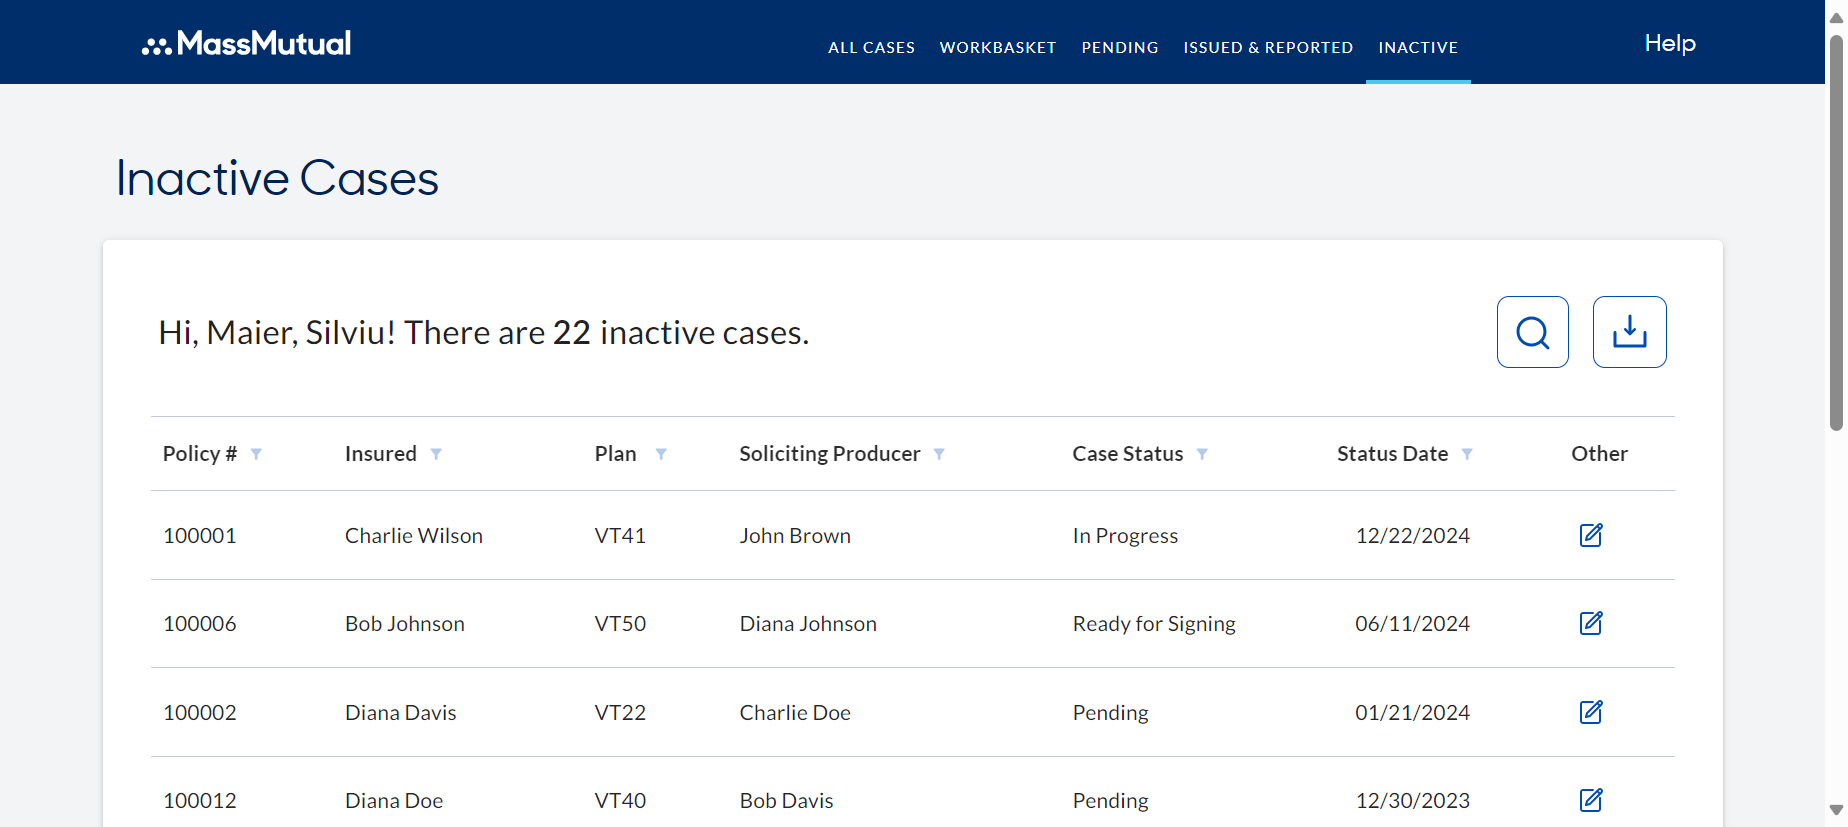 MassMutual
ALL CASES WORKBASKET PENDING ISSUED & REPORTED INACTIVE Help
Inactive Cases
Hi, Maier, Silviu! There are 22 inactive cases.
Policy # Insured Plan Soliciting Producer Case Status Status Date Other
100001 Charlie Wilson VT41 John Brown In Progress 12/22/2024
100006 Bob Johnson VT50 Diana Johnson Ready for Signing 06/11/2024
100002 Diana Davis VT22 Charlie Doe Pending 01/21/2024
100012 Diana Doe VT40 Bob Davis Pending 12/30/2023